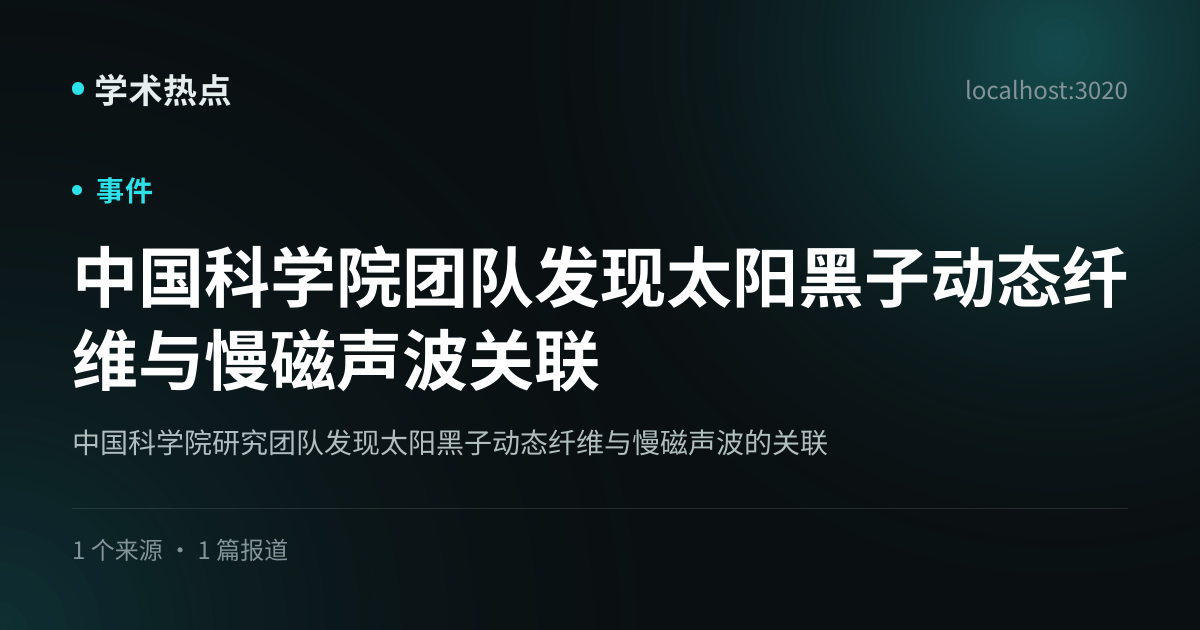 学术热点
localhost:3020
事件
中国科学院团队发现太阳黑子动态纤
维与慢磁声波关联
中国科学院研究团队发现太阳黑子动态纤维与慢磁声波的关联
1 个来源 · 1 篇报道